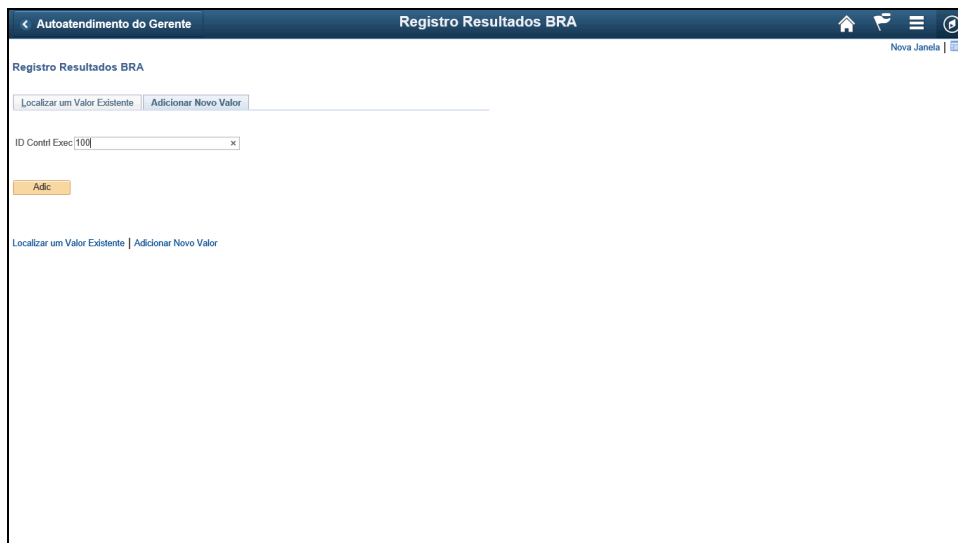 Autoatendimento do Gerente
Registro Resultados BRA
Nova Janela |
Registro Resultados BRA
Localizar um Valor Existente
Adicionar Novo Valor
ID Contrl Exec 100
Adic
Localizar um Valor Existente | Adicionar Novo Valor